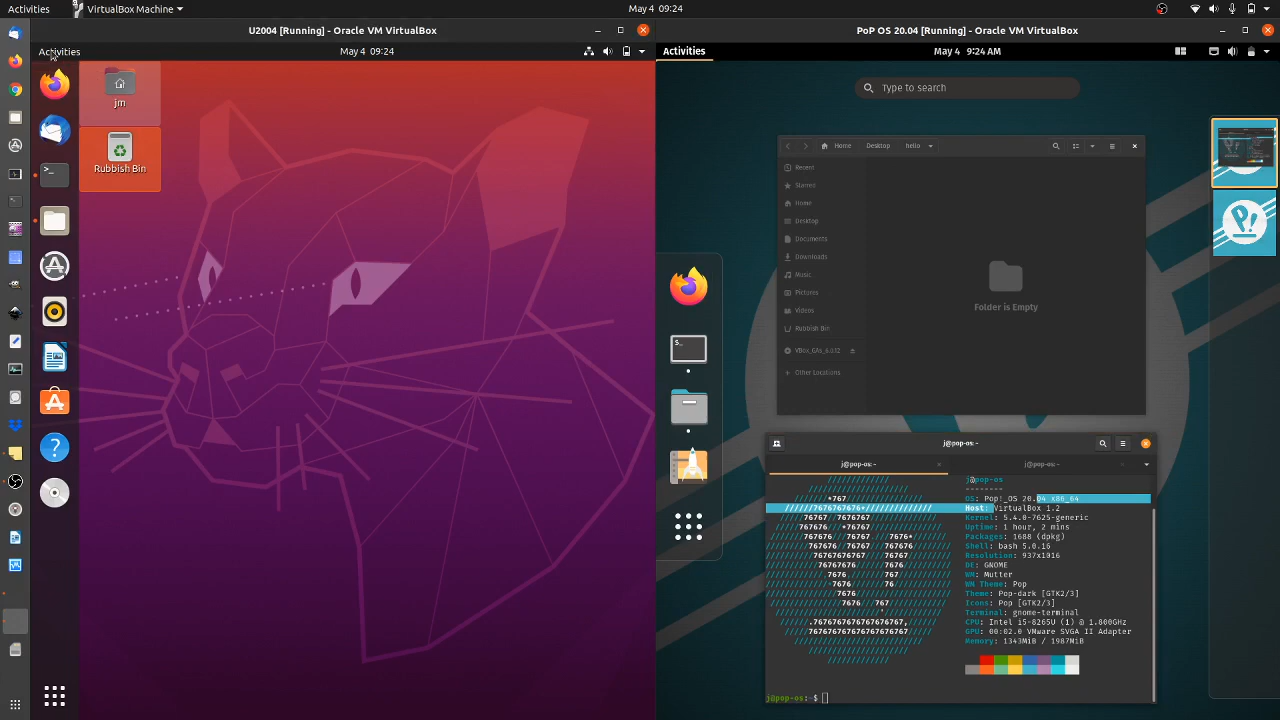 Activities
VirtualBox Machine
May 4 09:24
U2004 [Running] - Oracle VM VirtualBox
PoP OS 20.04 [Running] - Oracle VM VirtualBox
Activities
May 4 09:24
Activities
May 4 9:24 AM
jm
Rubbish Bin
Type to search
Home
Desktop
hello
Recent
Starred
Home
Desktop
Documents
Downloads
Music
Pictures
Videos
Rubbish Bin
VBox_GAs_6.0.12
Other Locations
Folder is Empty
P!
j@pop-os: ~
j@pop-os: ~
j@pop-os: ~
j@pop-os
--------
OS: Pop!_OS 20.04 x86_64
Host: VirtualBox 1.2
Kernel: 5.4.0-7625-generic
Uptime: 1 hour, 2 mins
Packages: 1688 (dpkg)
Shell: bash 5.0.16
Resolution: 937x1016
DE: GNOME
WM: Mutter
WM Theme: Pop
Theme: Pop-dark [GTK2/3]
Icons: Pop [GTK2/3]
Terminal: gnome-terminal
CPU: Intel i5-8265U (1) @ 1.800GHz
GPU: 00:02.0 VMware SVGA II Adapter
Memory: 1343MiB / 1987MiB
j@pop-os:~$